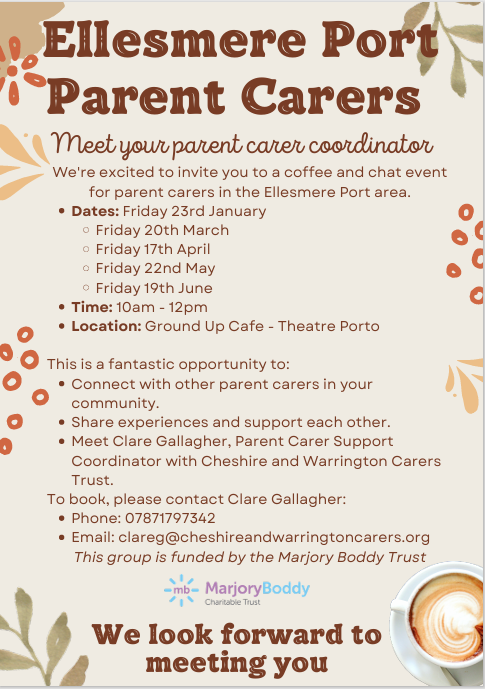 Ellesmere Port
Parent Carers
Meet your parent carer coordinator
We're excited to invite you to a coffee and chat event
for parent carers in the Ellesmere Port area.
• Dates: Friday 23rd January
○ Friday 20th March
○ Friday 17th April
○ Friday 22nd May
○ Friday 19th June
• Time: 10am - 12pm
• Location: Ground Up Cafe - Theatre Porto
This is a fantastic opportunity to:
• Connect with other parent carers in your
community.
• Share experiences and support each other.
• Meet Clare Gallagher, Parent Carer Support
Coordinator with Cheshire and Warrington Carers
Trust.
To book, please contact Clare Gallagher:
• Phone: 07871797342
• Email: clareg@cheshireandwarringtoncarers.org
This group is funded by the Marjory Boddy Trust
mb MarjoryBoddy
Charitable Trust
We look forward to
meeting you